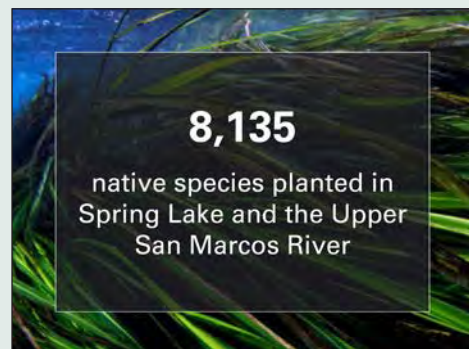 8,135
native species planted in
Spring Lake and the Upper
San Marcos River